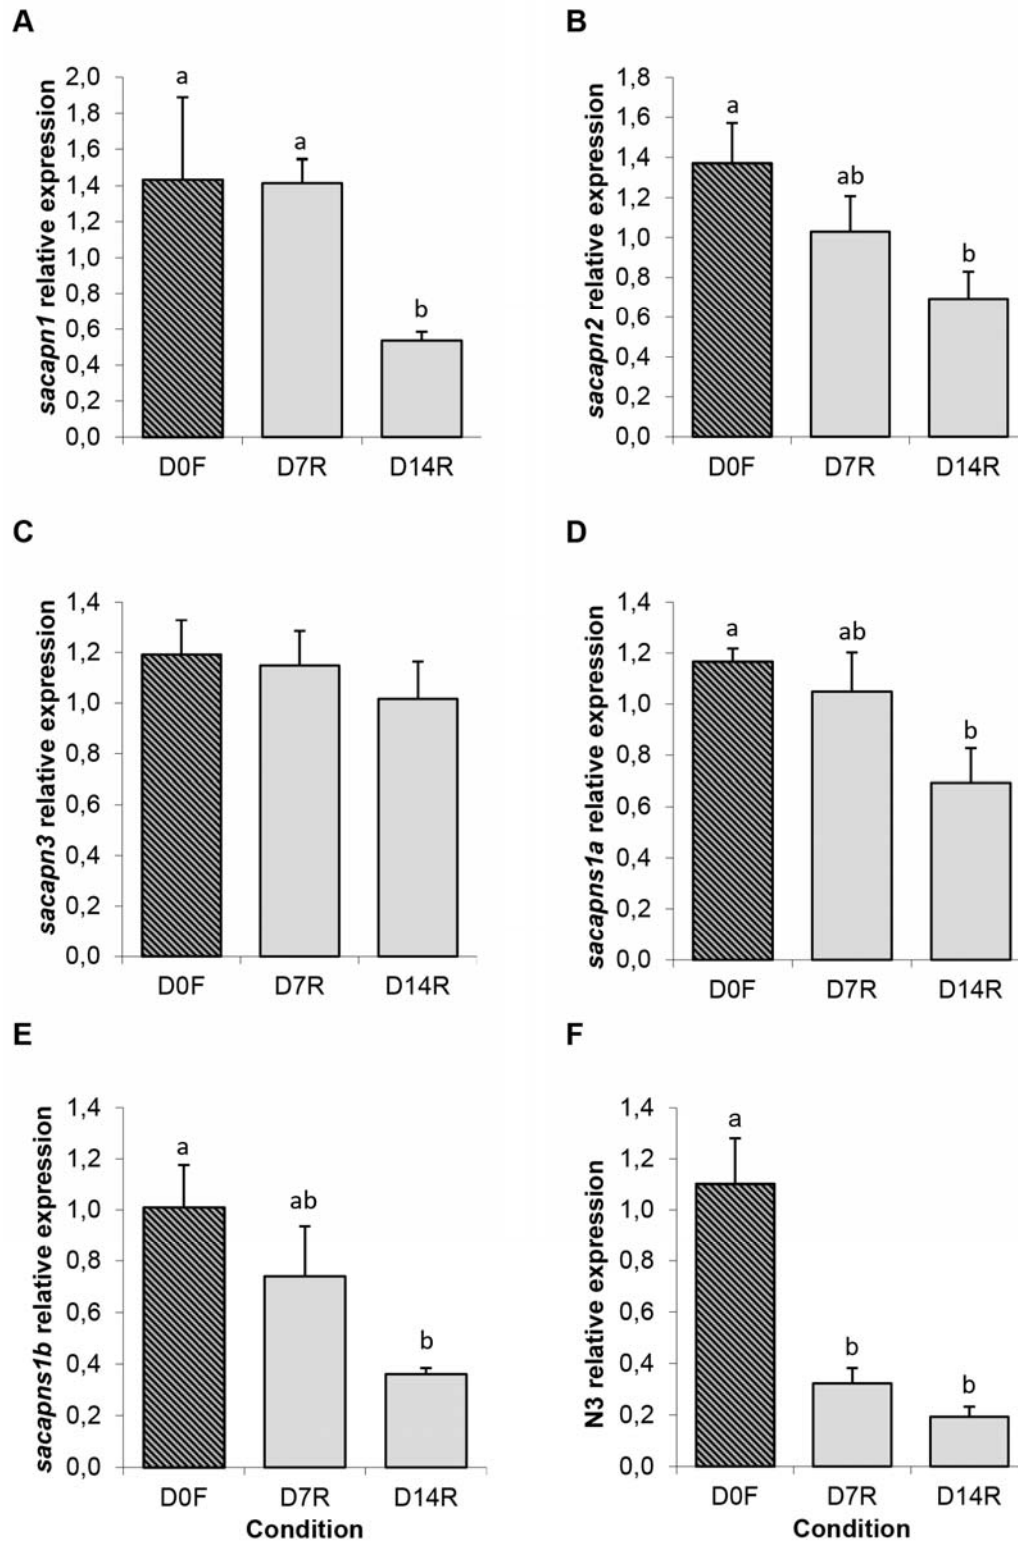 A
sacapn1 relative expression
2,0
1,8
1,6
1,4
1,2
1,0
0,8
0,6
0,4
0,2
0,0
a
a
b
D0F D7R D14R
B
sacapn2 relative expression
1,8
1,6
1,4
1,2
1,0
0,8
0,6
0,4
0,2
0,0
a
ab
b
D0F D7R D14R
C
sacapn3 relative expression
1,4
1,2
1,0
0,8
0,6
0,4
0,2
0,0
D0F D7R D14R
D
sacapns1a relative expression
1,4
1,2
1,0
0,8
0,6
0,4
0,2
0,0
a
ab
b
D0F D7R D14R
E
sacapns1b relative expression
1,4
1,2
1,0
0,8
0,6
0,4
0,2
0,0
a
ab
b
D0F D7R D14R
Condition
F
N3 relative expression
1,4
1,2
1,0
0,8
0,6
0,4
0,2
0,0
a
b
b
D0F D7R D14R
Condition